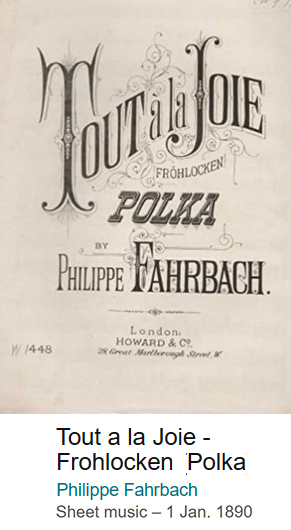 TOUT à la JOIE
(FRÖHLOCKEN)
POLKA
BY
PHILIPPE FAHRBACH.
London,
HOWARD & Co.
28, Great Marlborough Street, W.
W 1448
Tout a la Joie -
Frohlocken Polka
Philippe Fahrbach
Sheet music – 1 Jan. 1890